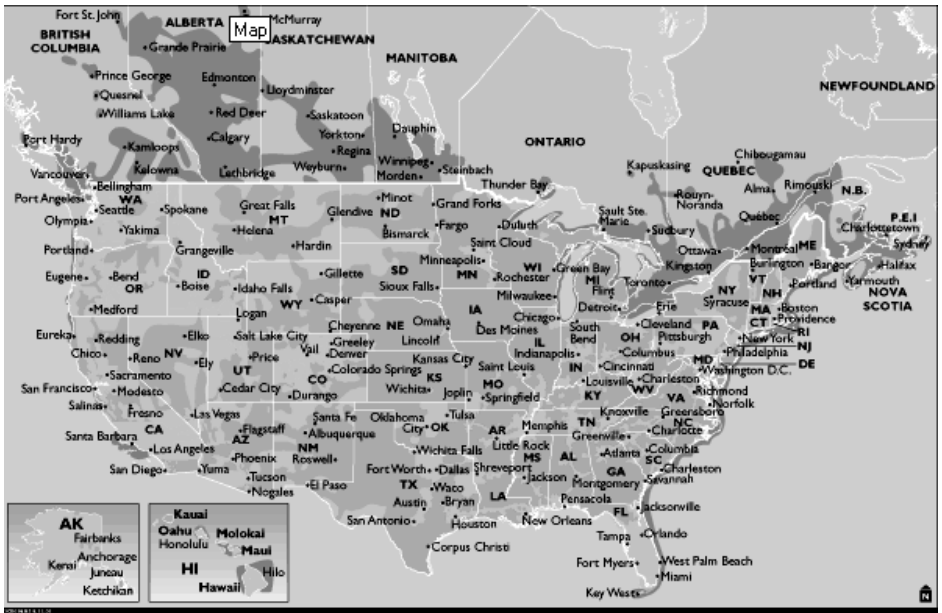 Fort St. John
ALBERTA
Map
McMurray
BRITISH
COLUMBIA
Grande Prairie
SASKATCHEWAN
MANITOBA
NEWFOUNDLAND
Prince George
Edmonton
Lloydminster
Quesnel
Williams Lake
Red Deer
Saskatoon
Port Hardy
Calgary
Yorkton
Dauphin
Kamloops
Regina
ONTARIO
Chibougamau
Kelowna
Lethbridge
Weyburn
Winnipeg
Morden
Steinbach
Kapuskasing
QUEBEC
Vancouver
Thunder Bay
Rouyn-
Noranda
Alma
Rimouski
N.B.
Bellingham
Port Angeles
WA
Seattle
Spokane
Great Falls
MT
Glendive
Minot
ND
Grand Forks
Sault Ste.
Marie
Sudbury
Québec
P.E.I
Charlottetown
Olympia
Yakima
Helena
Bismarck
Fargo
Duluth
Ottawa
Montreal
ME
Sydney
Portland
Grangeville
Hardin
Saint Cloud
Minneapolis
Kingston
Burlington
Bangor
Halifax
Eugene
Bend
OR
ID
Boise
Idaho Falls
Gillette
SD
Sioux Falls
MN
Rochester
WI
Green Bay
MI
Flint
Toronto
VT
NH
Portland
Yarmouth
NOVA
SCOTIA
Medford
WY
Casper
Milwaukee
Detroit
Erie
NY
Syracuse
MA
Boston
Logan
IA
Chicago
CT
Providence
Eureka
Redding
Elko
Salt Lake City
Cheyenne
NE
Omaha
Des Moines
South
Bend
Cleveland
PA
RI
Chico
Reno
NV
Ely
Price
Vail
Greeley
Denver
Lincoln
IL
OH
Pittsburgh
New York
NJ
Sacramento
UT
Colorado Springs
Kansas City
Indianapolis
Columbus
Philadelphia
MD
DE
San Francisco
Modesto
Cedar City
CO
Durango
KS
Wichita
Saint Louis
MO
IN
Cincinnati
Washington D.C.
Salinas
Fresno
Las Vegas
Joplin
Springfield
Louisville
KY
Charleston
WV
VA
Richmond
Norfolk
CA
Santa Barbara
Flagstaff
AZ
Santa Fe
Albuquerque
Oklahoma
City
OK
Tulsa
Knoxville
TN
Greensboro
NC
Los Angeles
NM
Roswell
AR
Memphis
Little Rock
Greenville
Charlotte
San Diego
Yuma
Phoenix
Wichita Falls
MS
AL
Atlanta
Columbia
SC
Tucson
Fort Worth
Dallas
Shreveport
Jackson
GA
Charleston
Nogales
El Paso
TX
Waco
Montgomery
Savannah
Austin
Bryan
LA
Pensacola
FL
Jacksonville
San Antonio
Houston
New Orleans
Corpus Christi
Tampa
Orlando
Fort Myers
West Palm Beach
Miami
Key West
AK
Fairbanks
Anchorage
Kenai
Juneau
Ketchikan
Kauai
Oahu
Honolulu
Molokai
Maui
HI
Hilo
Hawaii
N